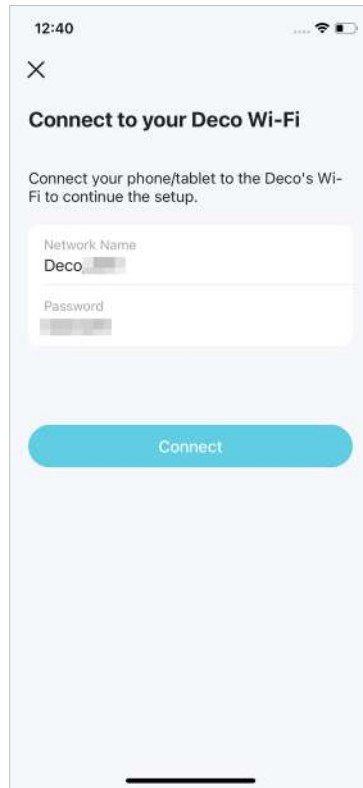 12:40
Connect to your Deco Wi-Fi
Connect your phone/tablet to the Deco's Wi-
Fi to continue the setup.
Network Name
Deco
Password
Connect